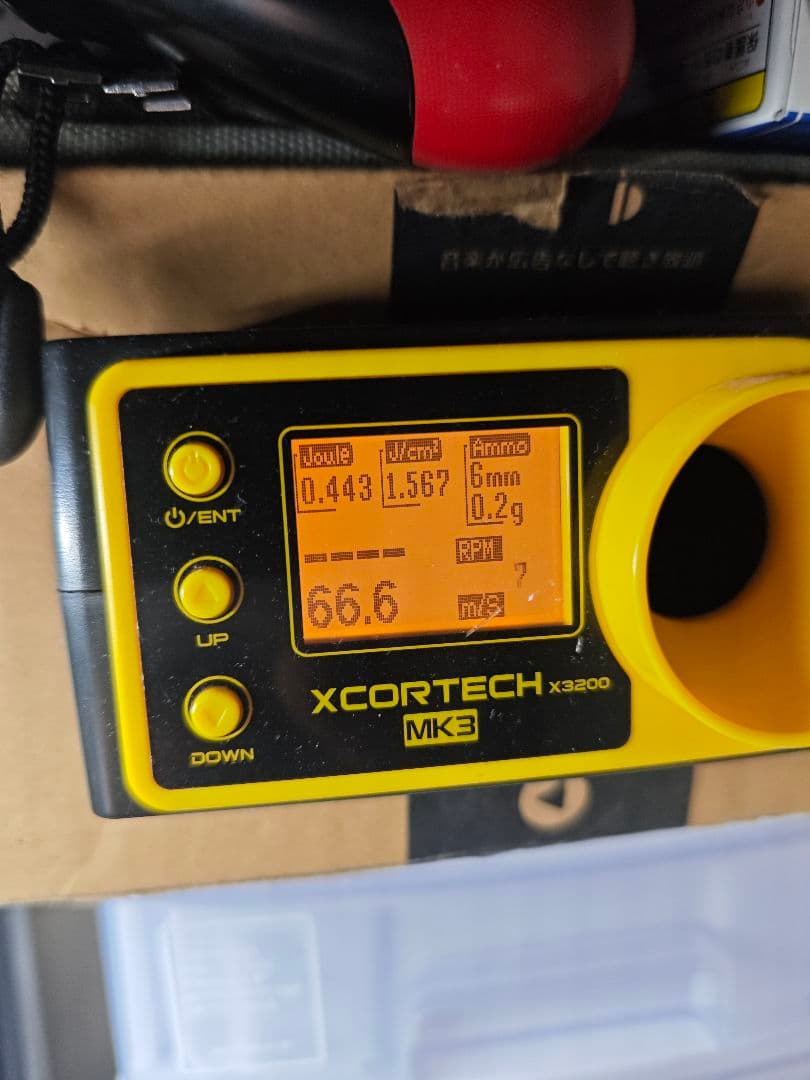 音楽が広告なしで聴き放題
Joule
0.443
J/cm²
1.567
Ammo
6mm
0.2g
----
RPM
7
66.6
m/s
⏻/ENT
UP
DOWN
XCORTECH X3200
MK3